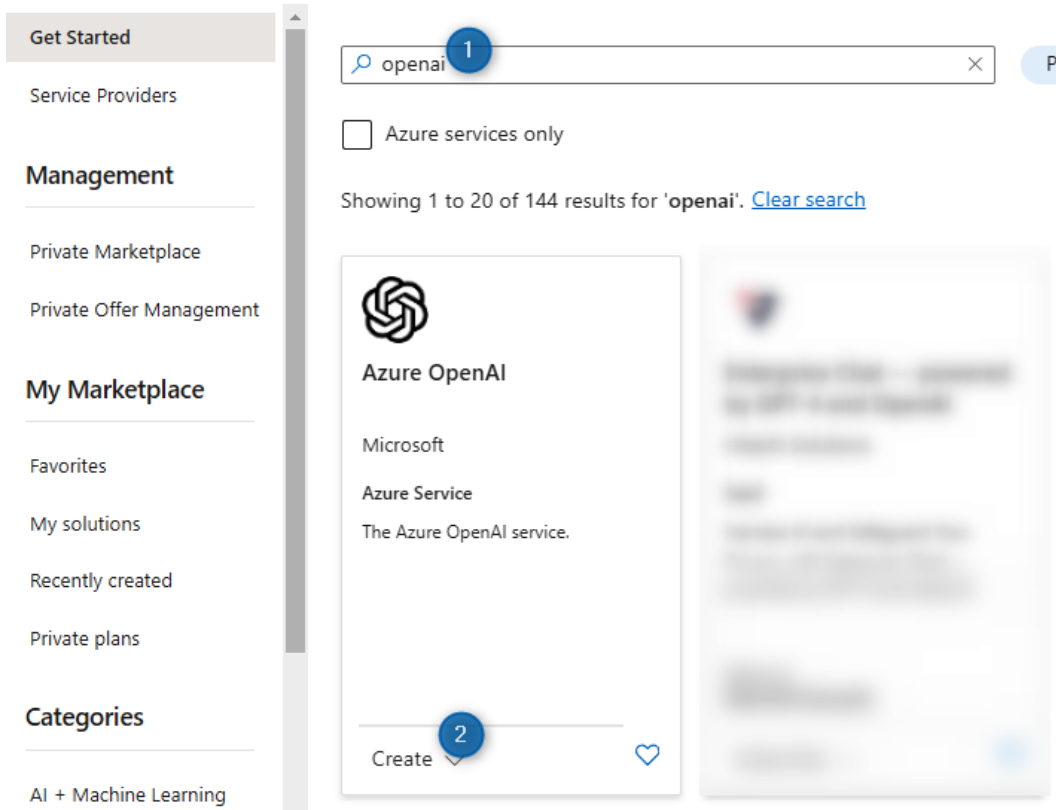 Get Started
Service Providers
Management
Private Marketplace
Private Offer Management
My Marketplace
Favorites
My solutions
Recently created
Private plans
Categories
AI + Machine Learning
openai
1
P
Azure services only
Showing 1 to 20 of 144 results for 'openai'. Clear search
Azure OpenAI
Microsoft
Azure Service
The Azure OpenAI service.
Create
2